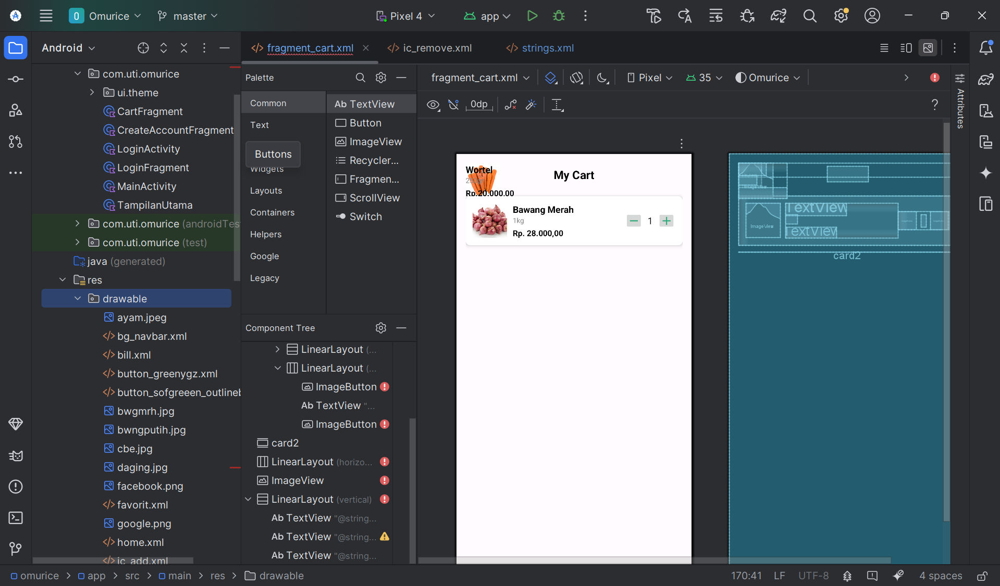 O Omurice master Pixel 4 app
Android
fragment_cart.xml ic_remove.xml strings.xml
com.uti.omurice
ui.theme
CartFragment
CreateAccountFragment
LoginActivity
LoginFragment
MainActivity
TampilanUtama
com.uti.omurice (androidTes
com.uti.omurice (test)
java (generated)
res
drawable
ayam.jpeg
bg_navbar.xml
bill.xml
button_greenygz.xml
button_sofgreeen_outlineb
bwgmrh.jpg
bwngputih.jpg
cbe.jpg
daging.jpg
facebook.png
favorit.xml
google.png
home.xml
ic_add.xml
Palette
Common
Text
Buttons
Widgets
Layouts
Containers
Helpers
Google
Legacy
Ab TextView
Button
ImageView
Recycler...
Fragmen...
ScrollView
Switch
Component Tree
LinearLayout (...
LinearLayout (...
ImageButton
Ab TextView "...
ImageButton
card2
LinearLayout (horizo...
ImageView
LinearLayout (vertical)
Ab TextView "@string...
Ab TextView "@string...
Ab TextView "@string...
fragment_cart.xml Pixel 35 Omurice
0dp ?
Attributes
My Cart
Wortel
Rp.20.000.00
Bawang Merah
1kg
Rp. 28.000,00
1
ImageView
TextView
ImageView
TextView
card2
omurice > app > src > main > res > drawable
170:41 LF UTF-8 4 spaces